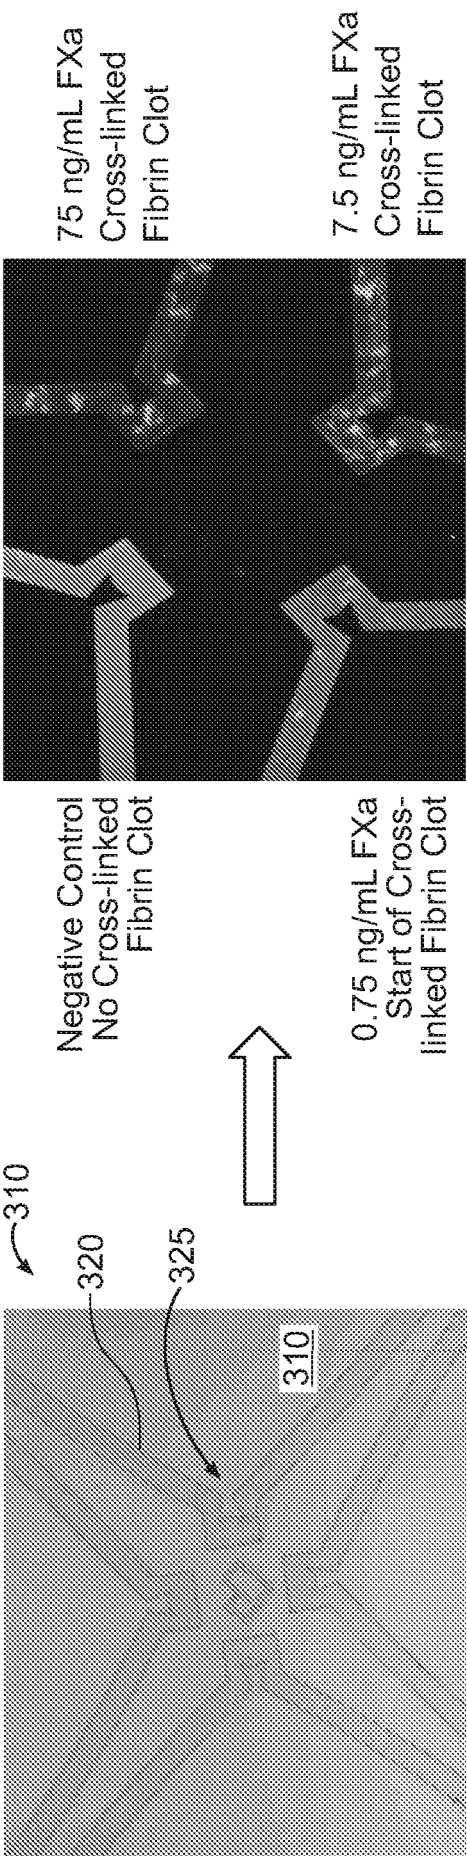 310
320
325
310
Negative Control
No Cross-linked
Fibrin Clot
0.75 ng/mL FXa
Start of Cross-
linked Fibrin Clot
75 ng/mL FXa
Cross-linked
Fibrin Clot
7.5 ng/mL FXa
Cross-linked
Fibrin Clot